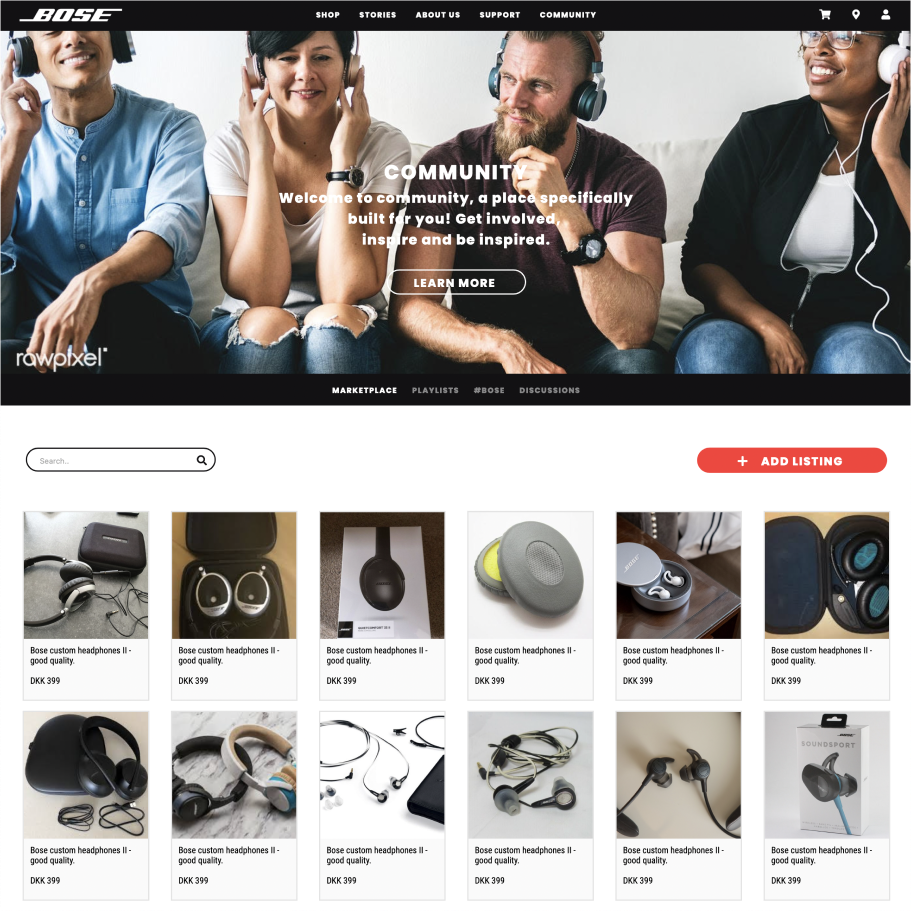 BOSE
SHOP STORIES ABOUT US SUPPORT COMMUNITY
COMMUNITY
Welcome to community, a place specifically
built for you! Get involved,
inspire and be inspired.
LEARN MORE
rawpixel
MARKETPLACE PLAYLISTS #BOSE DISCUSSIONS
Search...
+ ADD LISTING
BOSE
BOSE
SOUNDSPORT
Bose custom headphones II -
good quality.
DKK 399
Bose custom headphones II -
good quality.
DKK 399
Bose custom headphones II -
good quality.
DKK 399
Bose custom headphones II -
good quality.
DKK 399
Bose custom headphones II -
good quality.
DKK 399
Bose custom headphones II -
good quality.
DKK 399
Bose custom headphones II -
good quality.
DKK 399
Bose custom headphones II -
good quality.
DKK 399
Bose custom headphones II -
good quality.
DKK 399
Bose custom headphones II -
good quality.
DKK 399
Bose custom headphones II -
good quality.
DKK 399
Bose custom headphones II -
good quality.
DKK 399